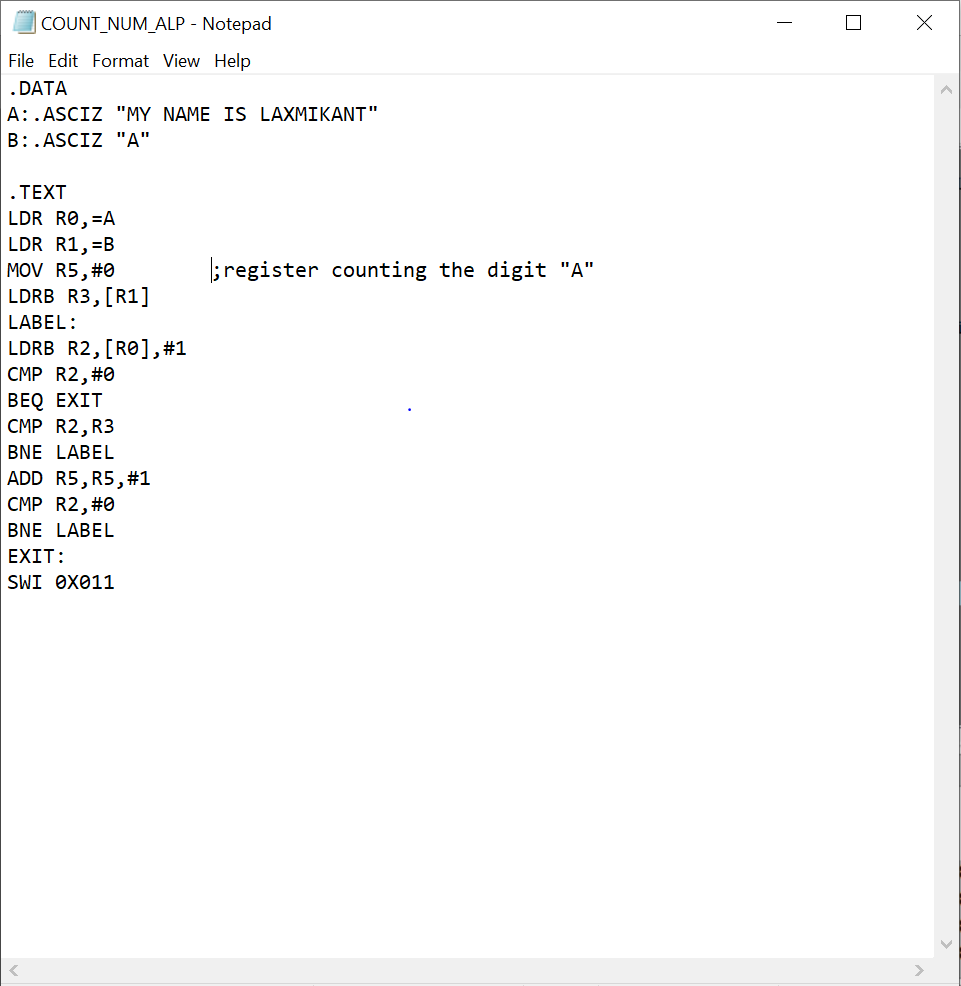 COUNT_NUM_ALP - Notepad
File Edit Format View Help
.DATA
A:.ASCIZ "MY NAME IS LAXMIKANT"
B:.ASCIZ "A"
.TEXT
LDR R0,=A
LDR R1,=B
MOV R5,#0 ;register counting the digit "A"
LDRB R3,[R1]
LABEL:
LDRB R2,[R0],#1
CMP R2,#0
BEQ EXIT
CMP R2,R3
BNE LABEL
ADD R5,R5,#1
CMP R2,#0
BNE LABEL
EXIT:
SWI 0X011